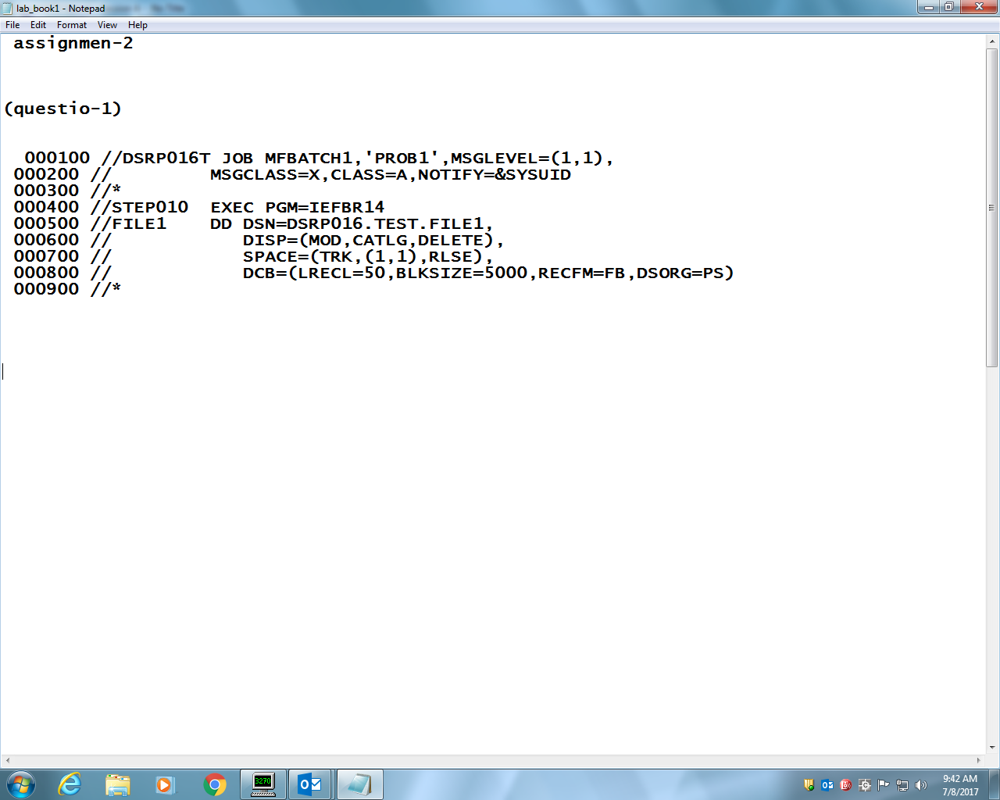 lab_book1 - Notepad
File Edit Format View Help
assignmen-2
(questio-1)
000100 //DSRP016T JOB MFBATCH1,'PROB1',MSGLEVEL=(1,1),
000200 // MSGCLASS=X,CLASS=A,NOTIFY=&SYSUID
000300 //*
000400 //STEP010 EXEC PGM=IEFBR14
000500 //FILE1 DD DSN=DSRP016.TEST.FILE1,
000600 // DISP=(MOD,CATLG,DELETE),
000700 // SPACE=(TRK,(1,1),RLSE),
000800 // DCB=(LRECL=50,BLKSIZE=5000,RECFM=FB,DSORG=PS)
000900 //*
3270
9:42 AM
7/8/2017